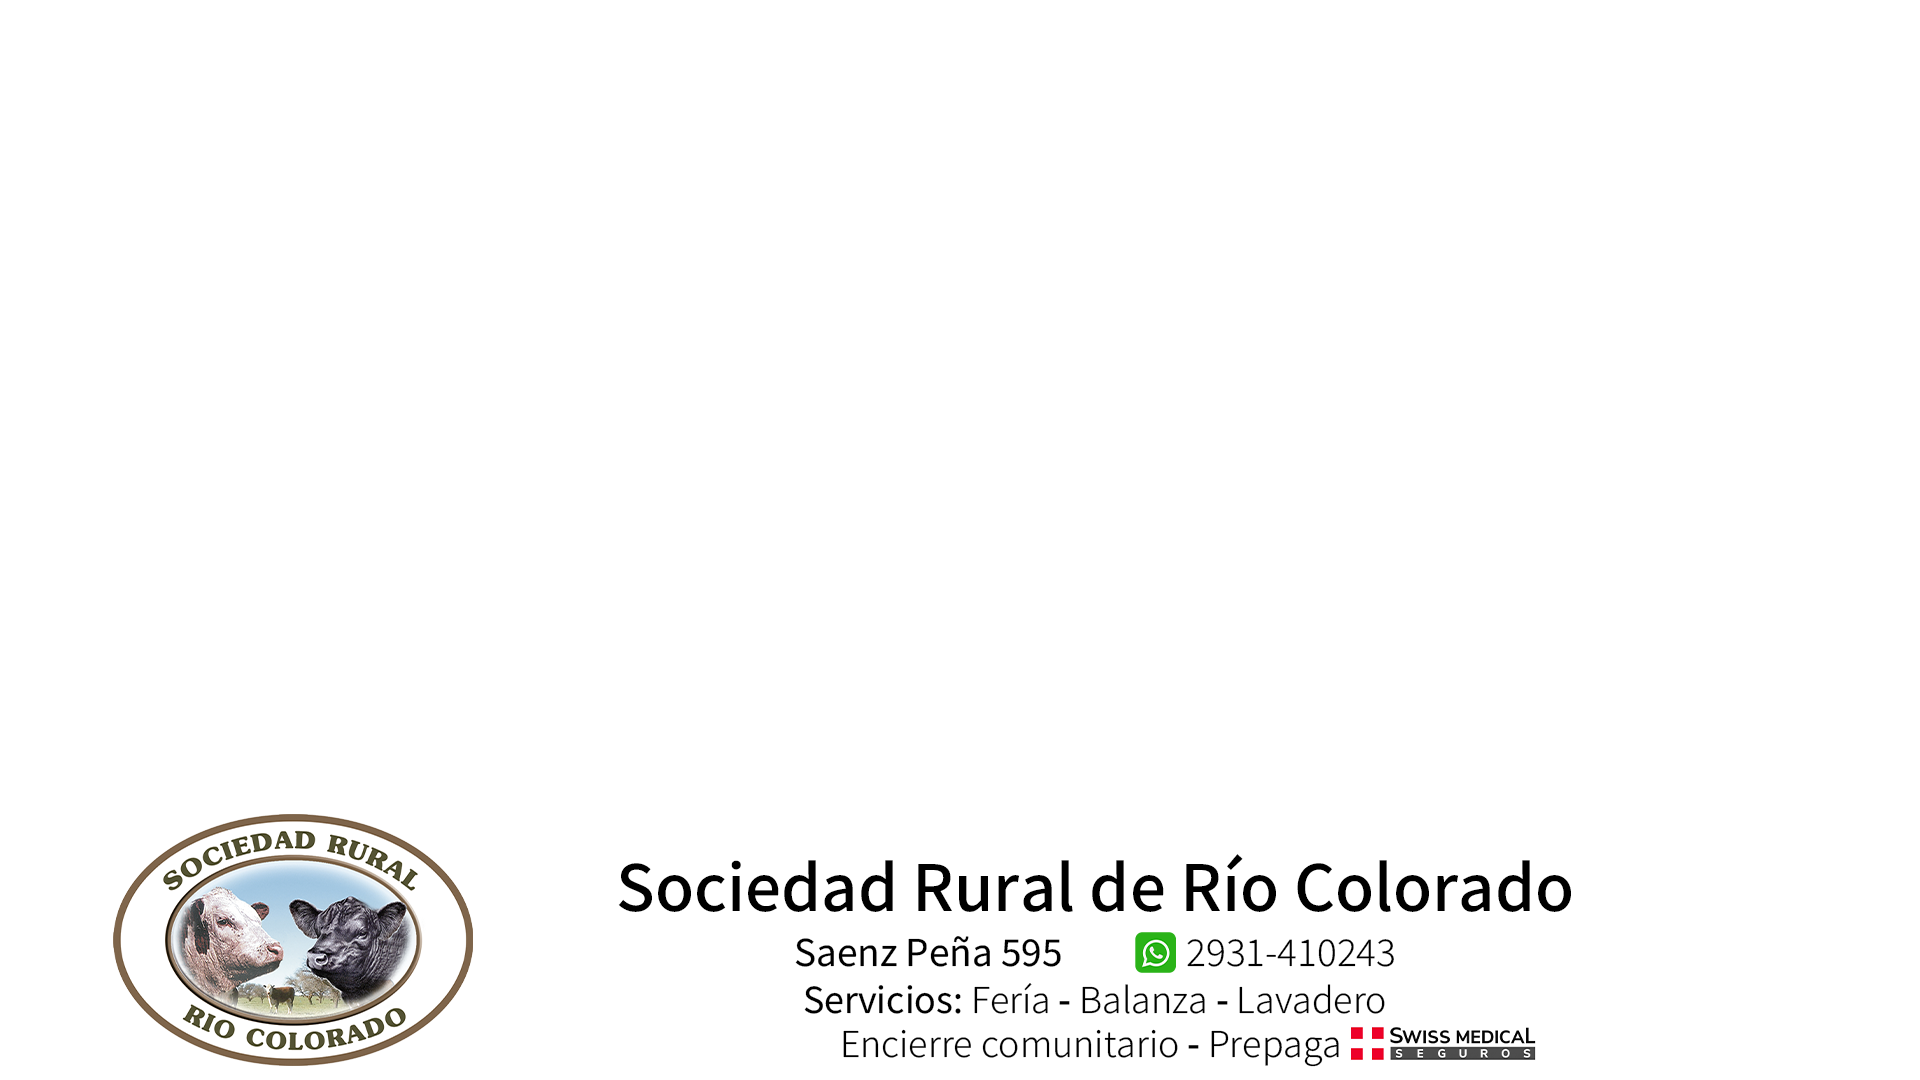 SOCIEDAD RURAL
RIO COLORADO
Sociedad Rural de Río Colorado
Saenz Peña 595 2931-410243
Servicios: Fería - Balanza - Lavadero
Encierre comunitario - Prepaga SWISS MEDICAL
SEGUROS